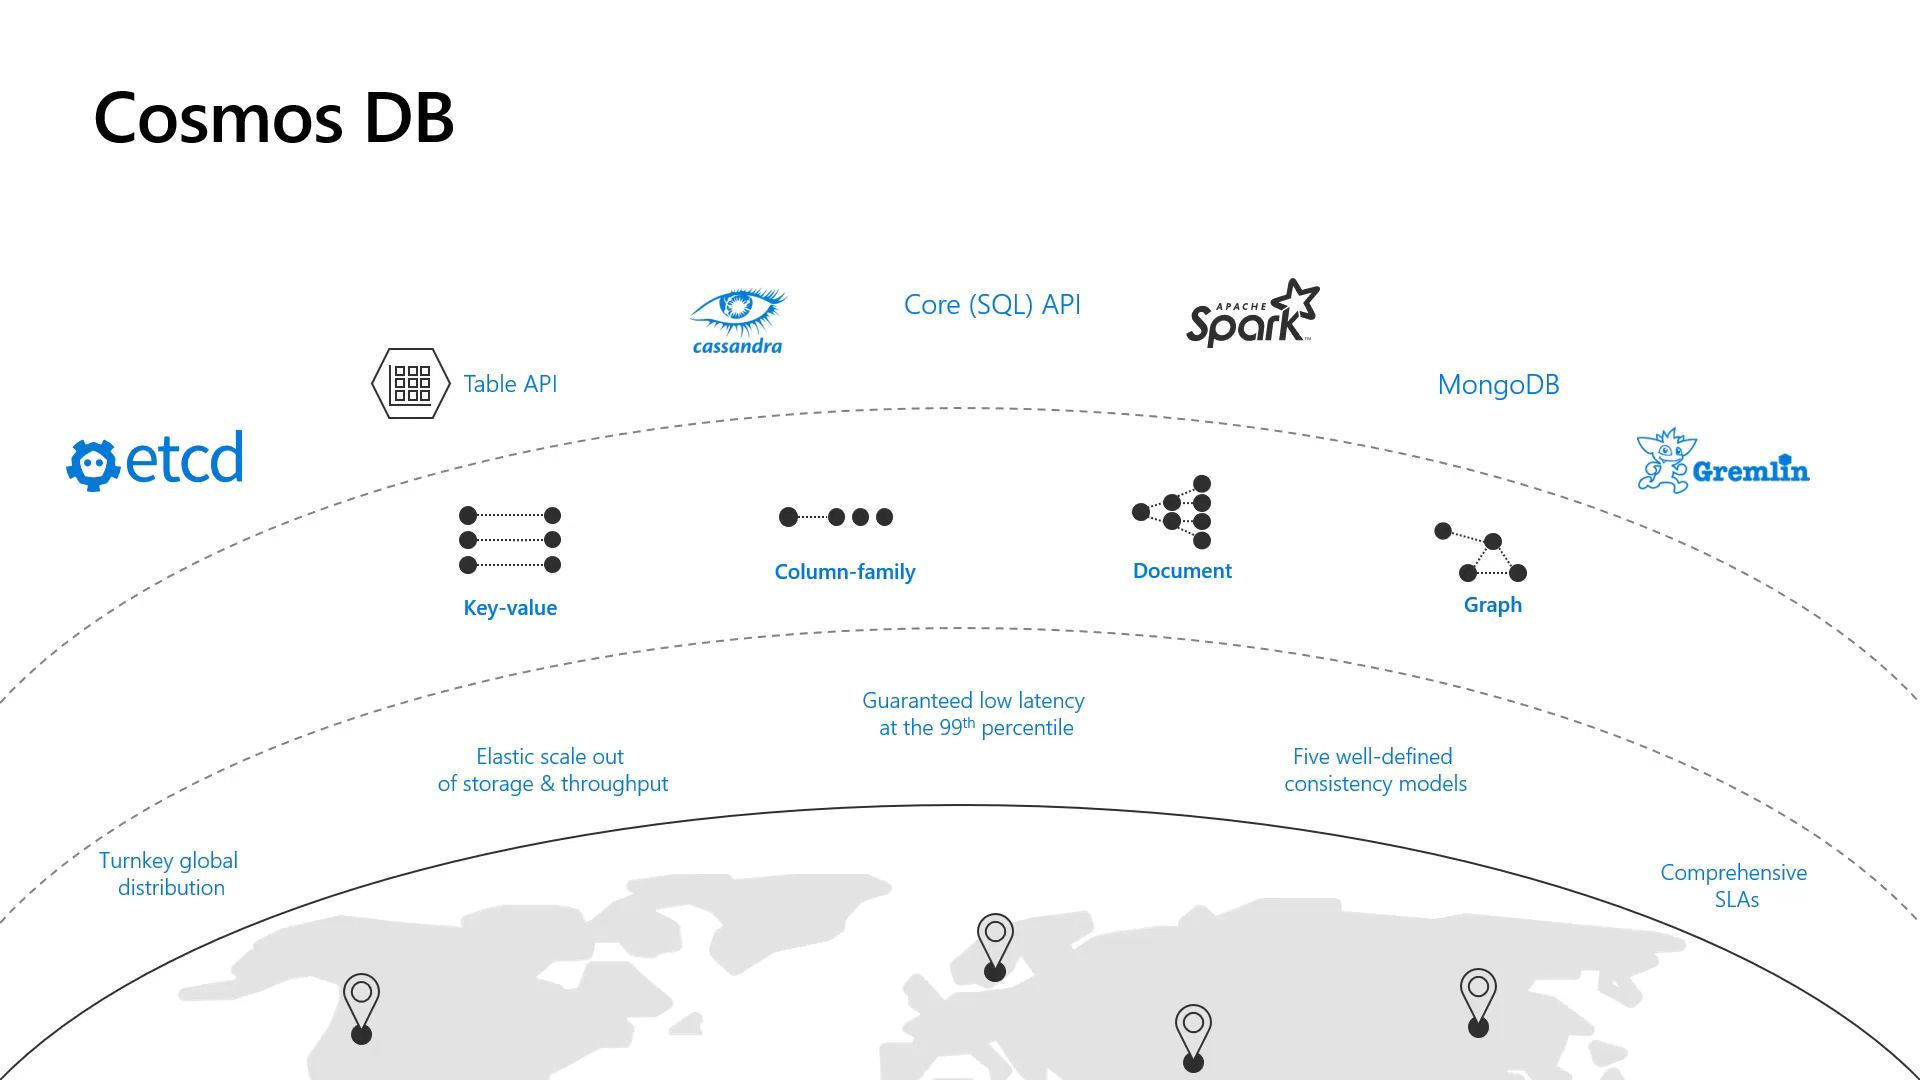 Cosmos DB
Core (SQL) API
cassandra
APACHE
Spark™
Table API
MongoDB
etcd
Gremlin
Key-value
Column-family
Document
Graph
Guaranteed low latency
at the 99th percentile
Elastic scale out
of storage & throughput
Five well-defined
consistency models
Turnkey global
distribution
Comprehensive
SLAs